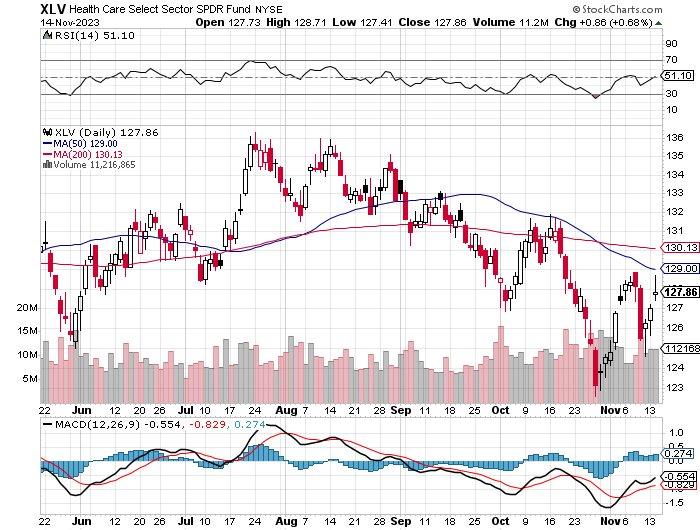 XLV Health Care Select Sector SPDR Fund NYSE © StockCharts.com
14-Nov-2023 Open 127.73 High 128.71 Low 127.41 Close 127.86 Volume 11.2M Chg +0.86 (+0.68%)
RSI(14) 51.10
90
70
51.10
30
10
XLV (Daily) 127.86
MA(50) 129.00
MA(200) 130.13
Volume 11,216,865
136
135
134
133
132
131
130.13
129.00
127.86
127
126
112168
124
123
20M
15M
10M
5M
22 Jun 12 20 26 Jul 10 17 24 Aug 7 14 21 28 Sep 11 18 25 Oct 9 16 23 Nov 6 13
MACD(12,26,9) -0.554, -0.829, 0.274
1.0
0.5
0.274
0.0
-0.554
-0.829
-1.5
22 Jun 12 20 26 Jul 10 17 24 Aug 7 14 21 28 Sep 11 18 25 Oct 9 16 23 Nov 6 13